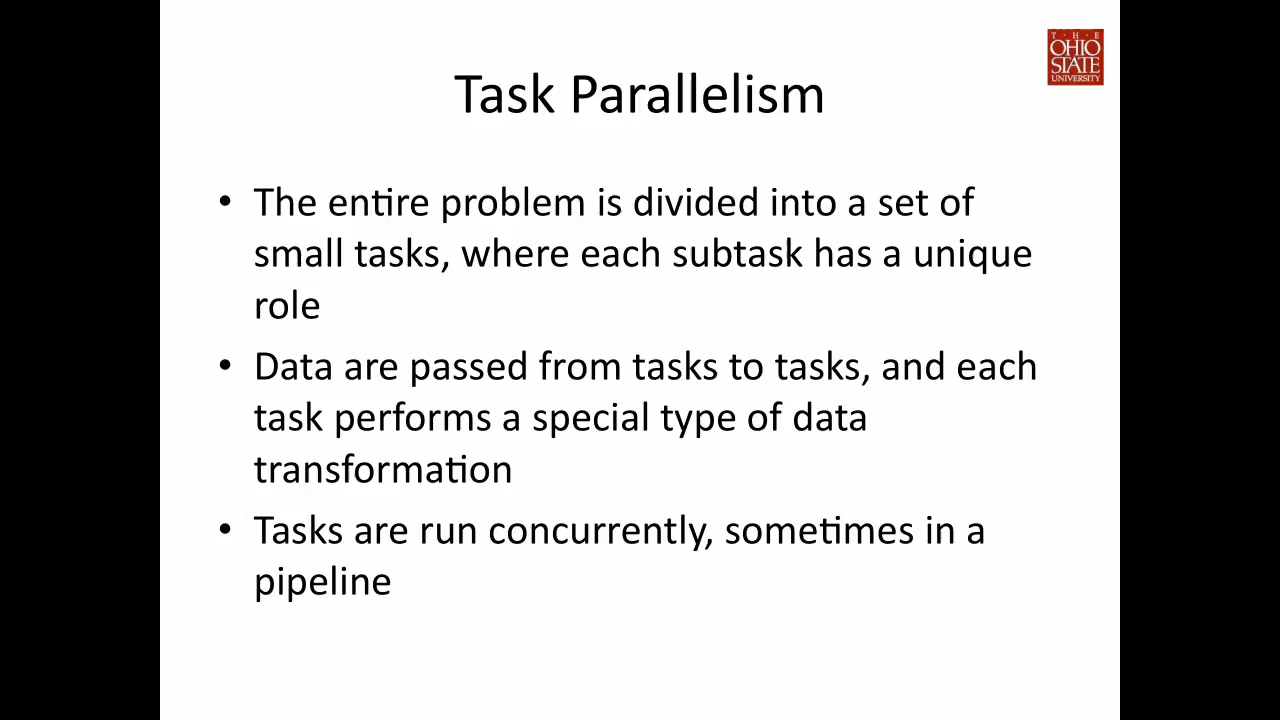 T·H·E
OHIO
STATE
UNIVERSITY
Task Parallelism
• The entire problem is divided into a set of
small tasks, where each subtask has a unique
role
• Data are passed from tasks to tasks, and each
task performs a special type of data
transformation
• Tasks are run concurrently, sometimes in a
pipeline